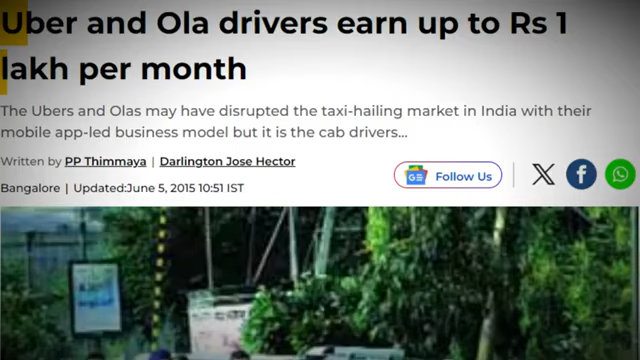 Uber and Ola drivers earn up to Rs 1
lakh per month
The Ubers and Olas may have disrupted the taxi-hailing market in India with their
mobile app-led business model but it is the cab drivers...
Written by PP Thimmaya | Darlington Jose Hector
Bangalore | Updated:June 5, 2015 10:51 IST
GE Follow Us